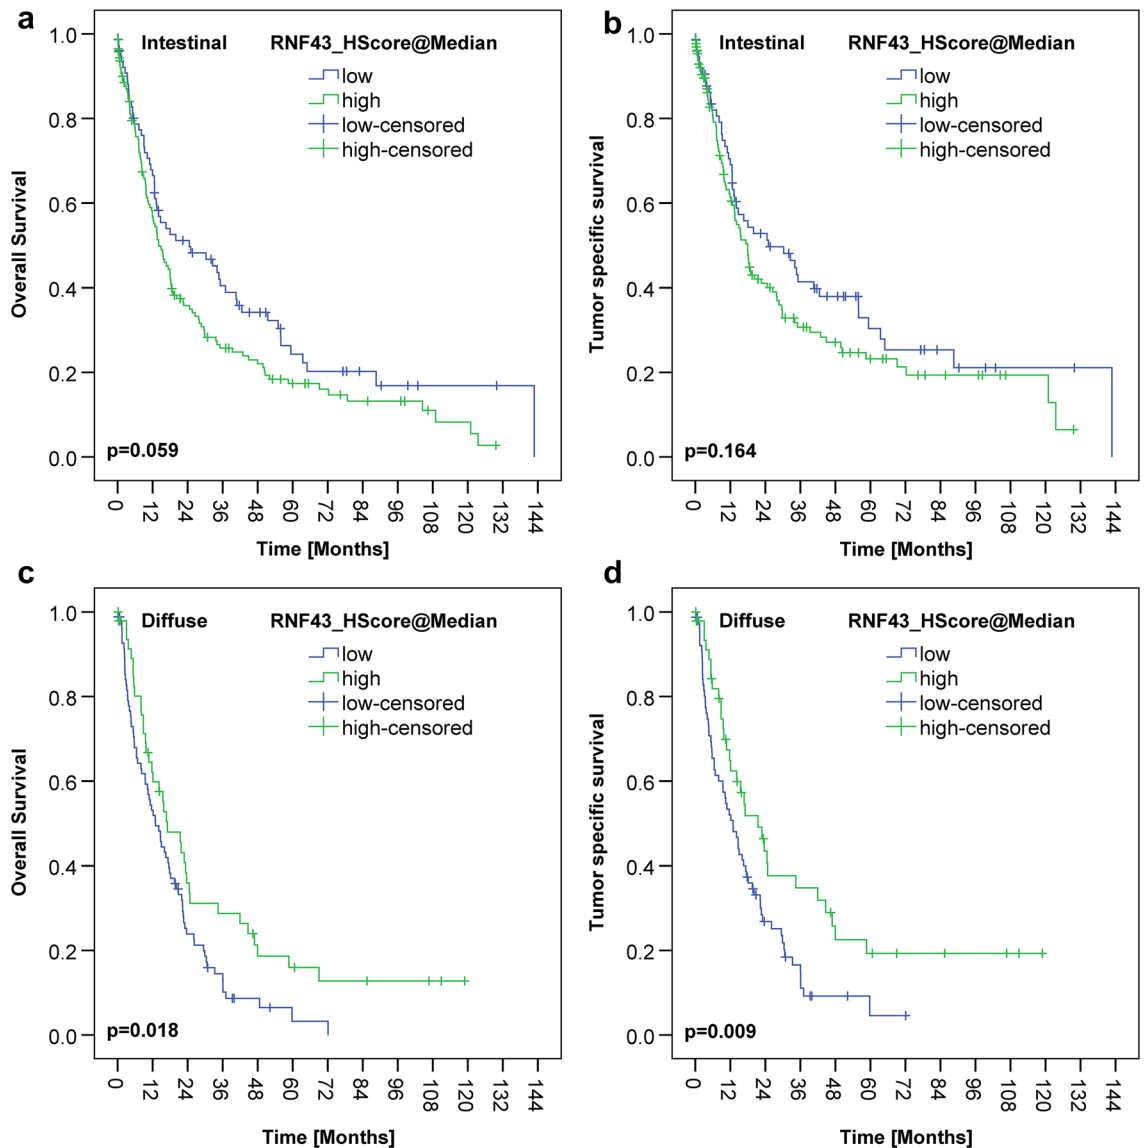 a
Intestinal RNF43_HScore@Median
low
high
low-censored
high-censored
Overall Survival
1.0
0.8
0.6
0.4
0.2
0.0
p=0.059
0 12 24 36 48 60 72 84 96 108 120 132 144
Time [Months]
b
Intestinal RNF43_HScore@Median
low
high
low-censored
high-censored
Tumor specific survival
1.0
0.8
0.6
0.4
0.2
0.0
p=0.164
0 12 24 36 48 60 72 84 96 108 120 132 144
Time [Months]
c
Diffuse RNF43_HScore@Median
low
high
low-censored
high-censored
Overall Survival
1.0
0.8
0.6
0.4
0.2
0.0
p=0.018
0 12 24 36 48 60 72 84 96 108 120 132 144
Time [Months]
d
Diffuse RNF43_HScore@Median
low
high
low-censored
high-censored
Tumor specific survival
1.0
0.8
0.6
0.4
0.2
0.0
p=0.009
0 12 24 36 48 60 72 84 96 108 120 132 144
Time [Months]